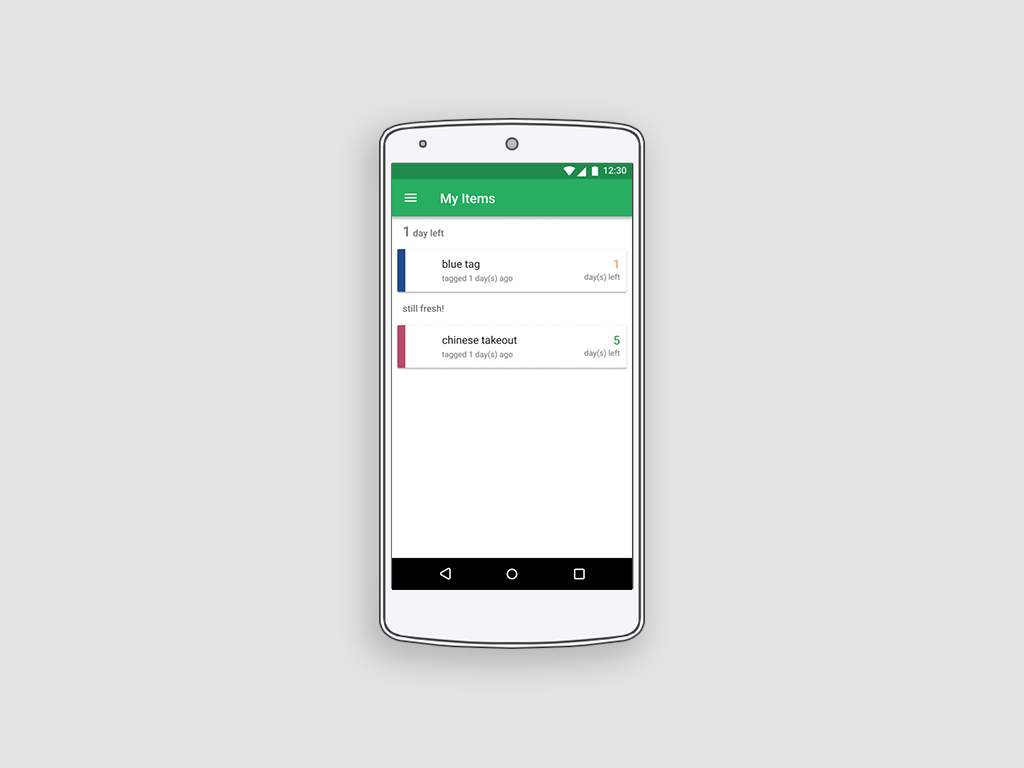 12:30
My Items
1 day left
blue tag
1
tagged 1 day(s) ago
day(s) left
still fresh!
chinese takeout
5
tagged 1 day(s) ago
day(s) left